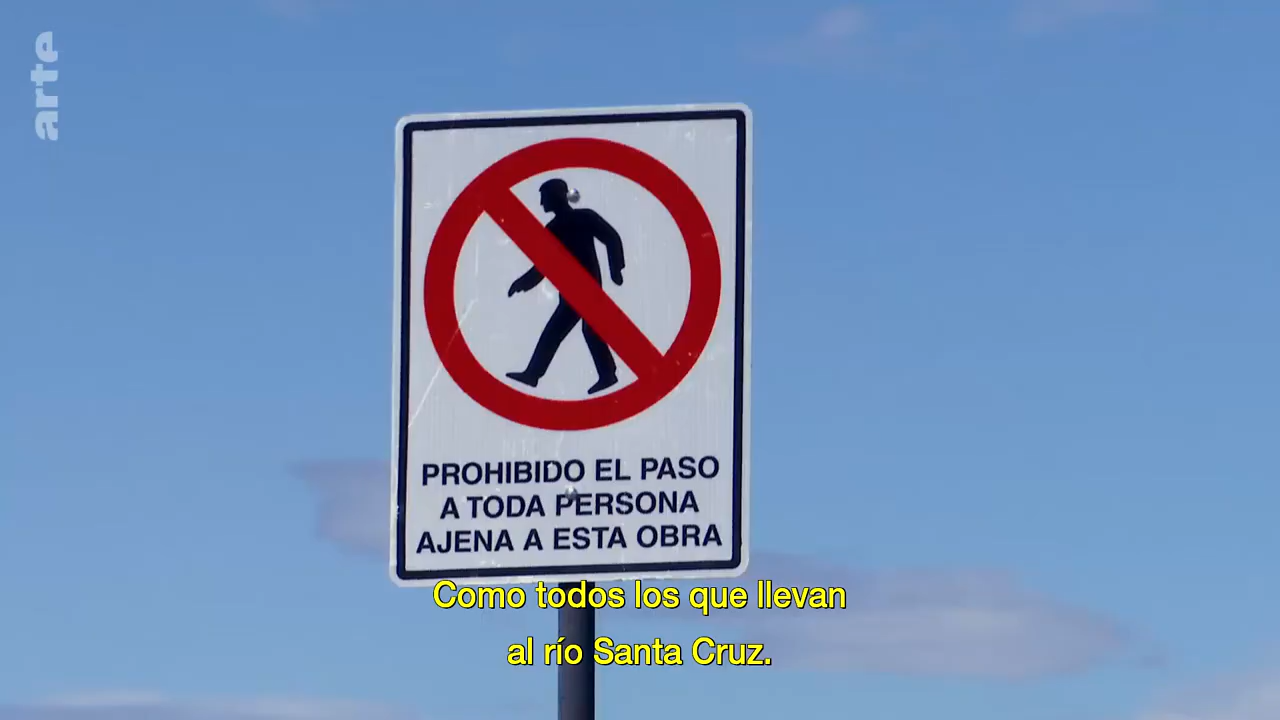 arte
PROHIBIDO EL PASO
A TODA PERSONA
AJENA A ESTA OBRA
Como todos los que llevan
al río Santa Cruz.